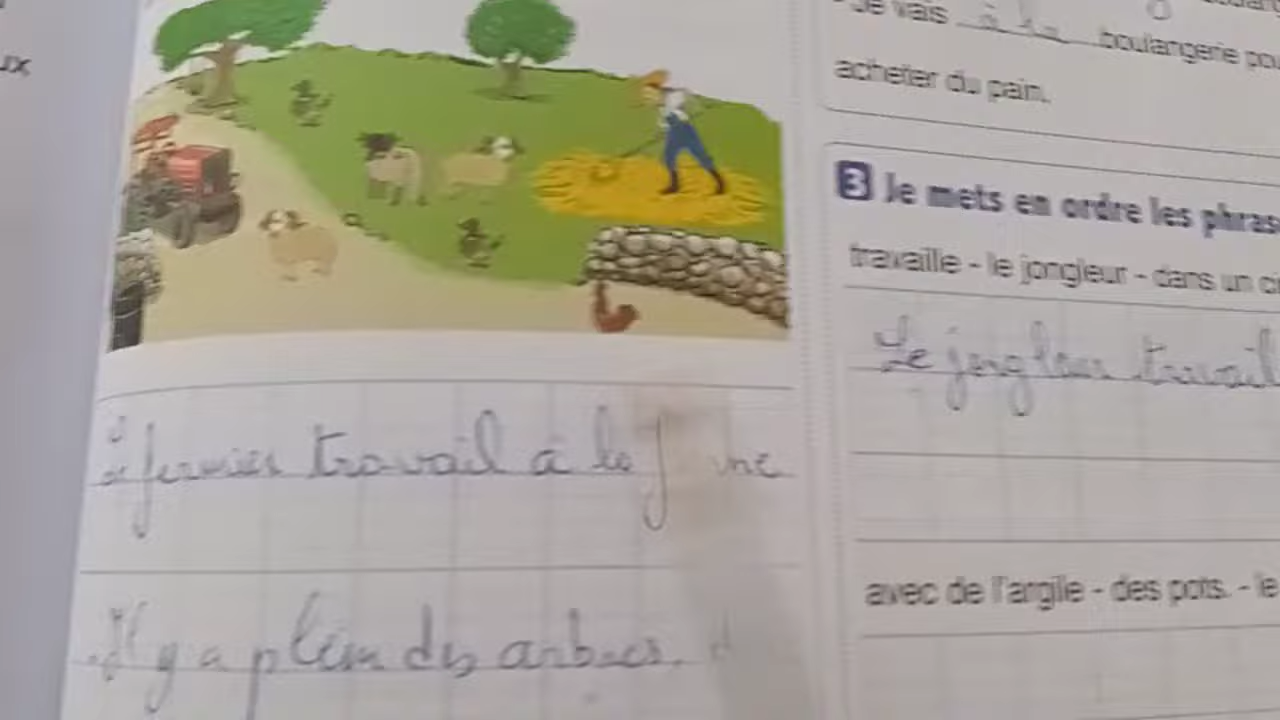 ux
Le fermier travail à la
Il y a plein des arbres.
Je vais à la boulangerie pou
acheter du pain.
3 Je mets en ordre les phras
travaille - le jongleur - dans un ci
Le jongleur travail
avec de l'argile - des pots. - le